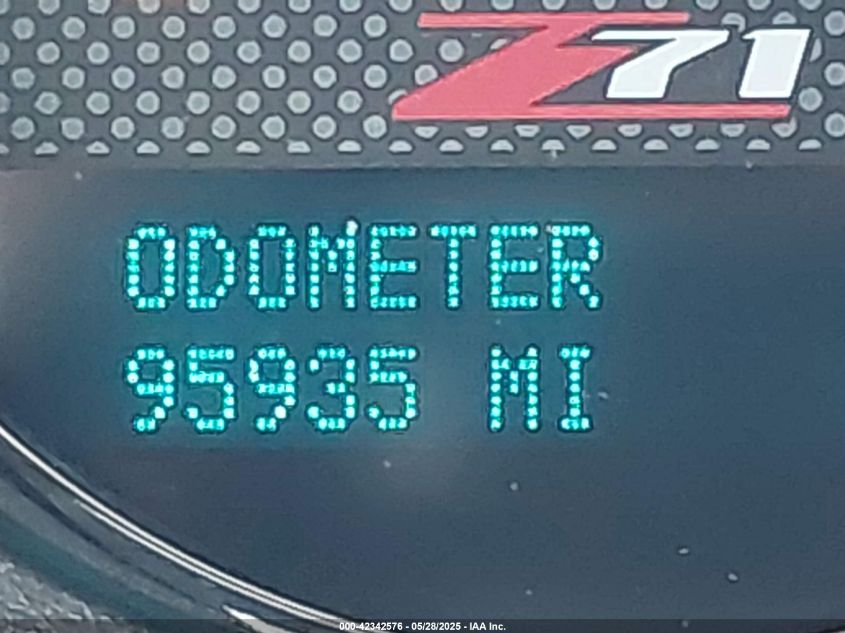 Z71
ODOMETER
95935 MI
000-42342576 - 05/28/2025 - IAA Inc.